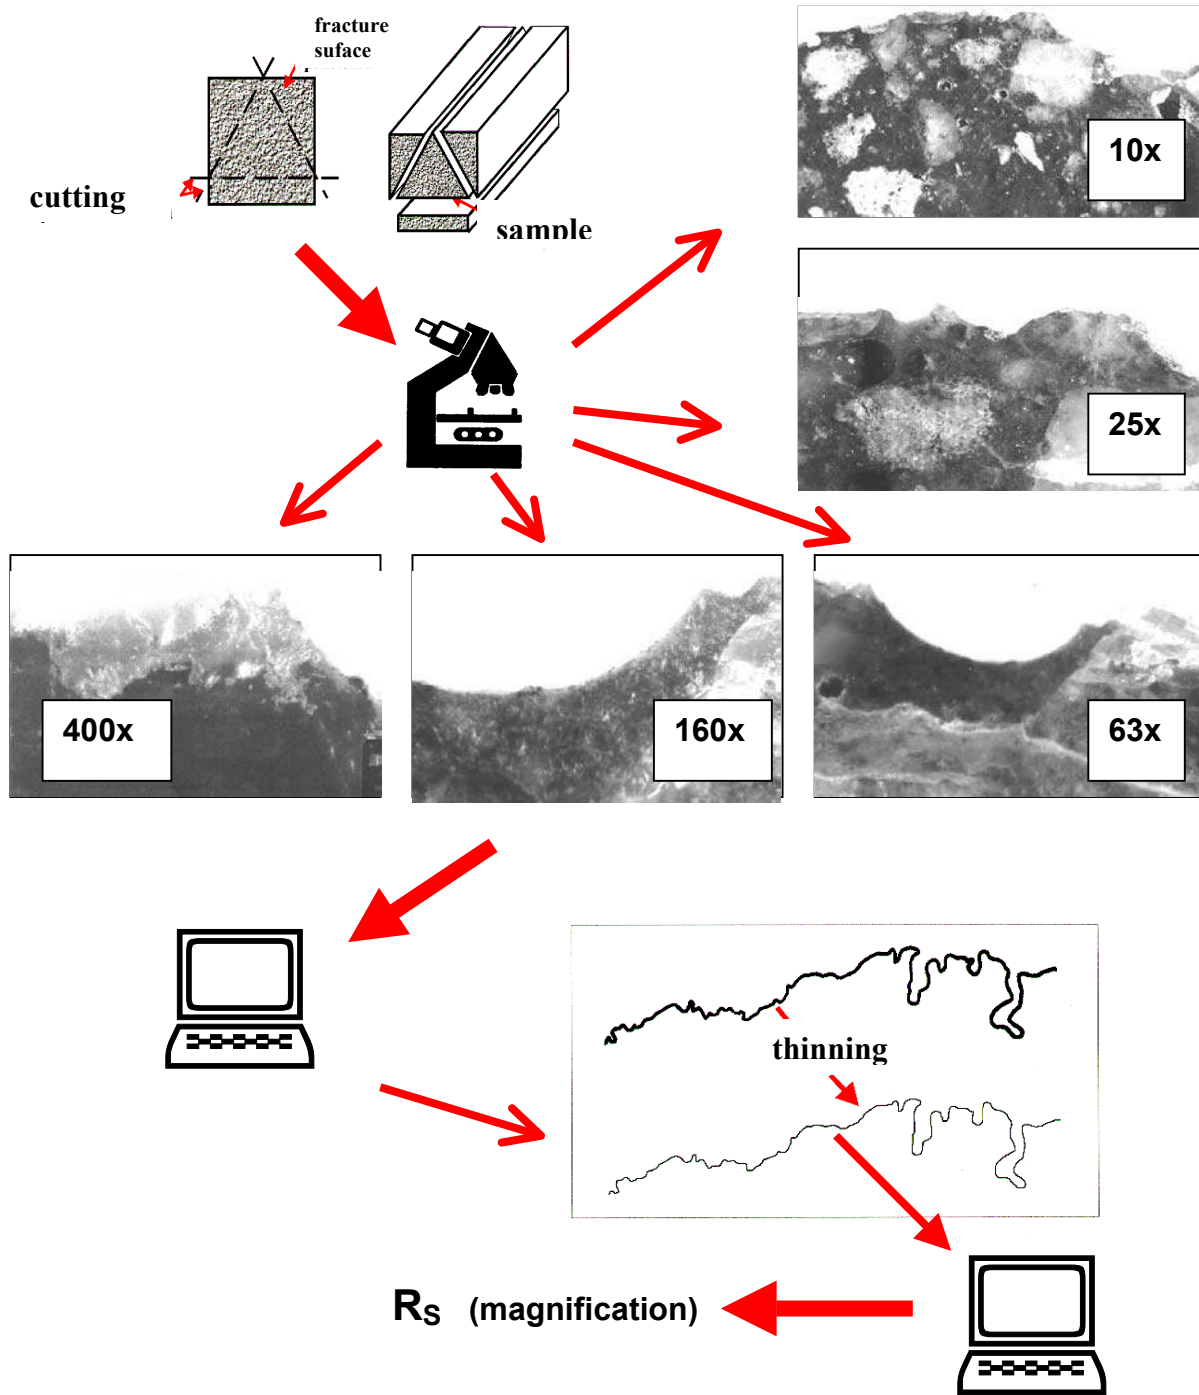 fracture
suface
cutting
sample
10x
25x
400x
160x
63x
thinning
RS (magnification)